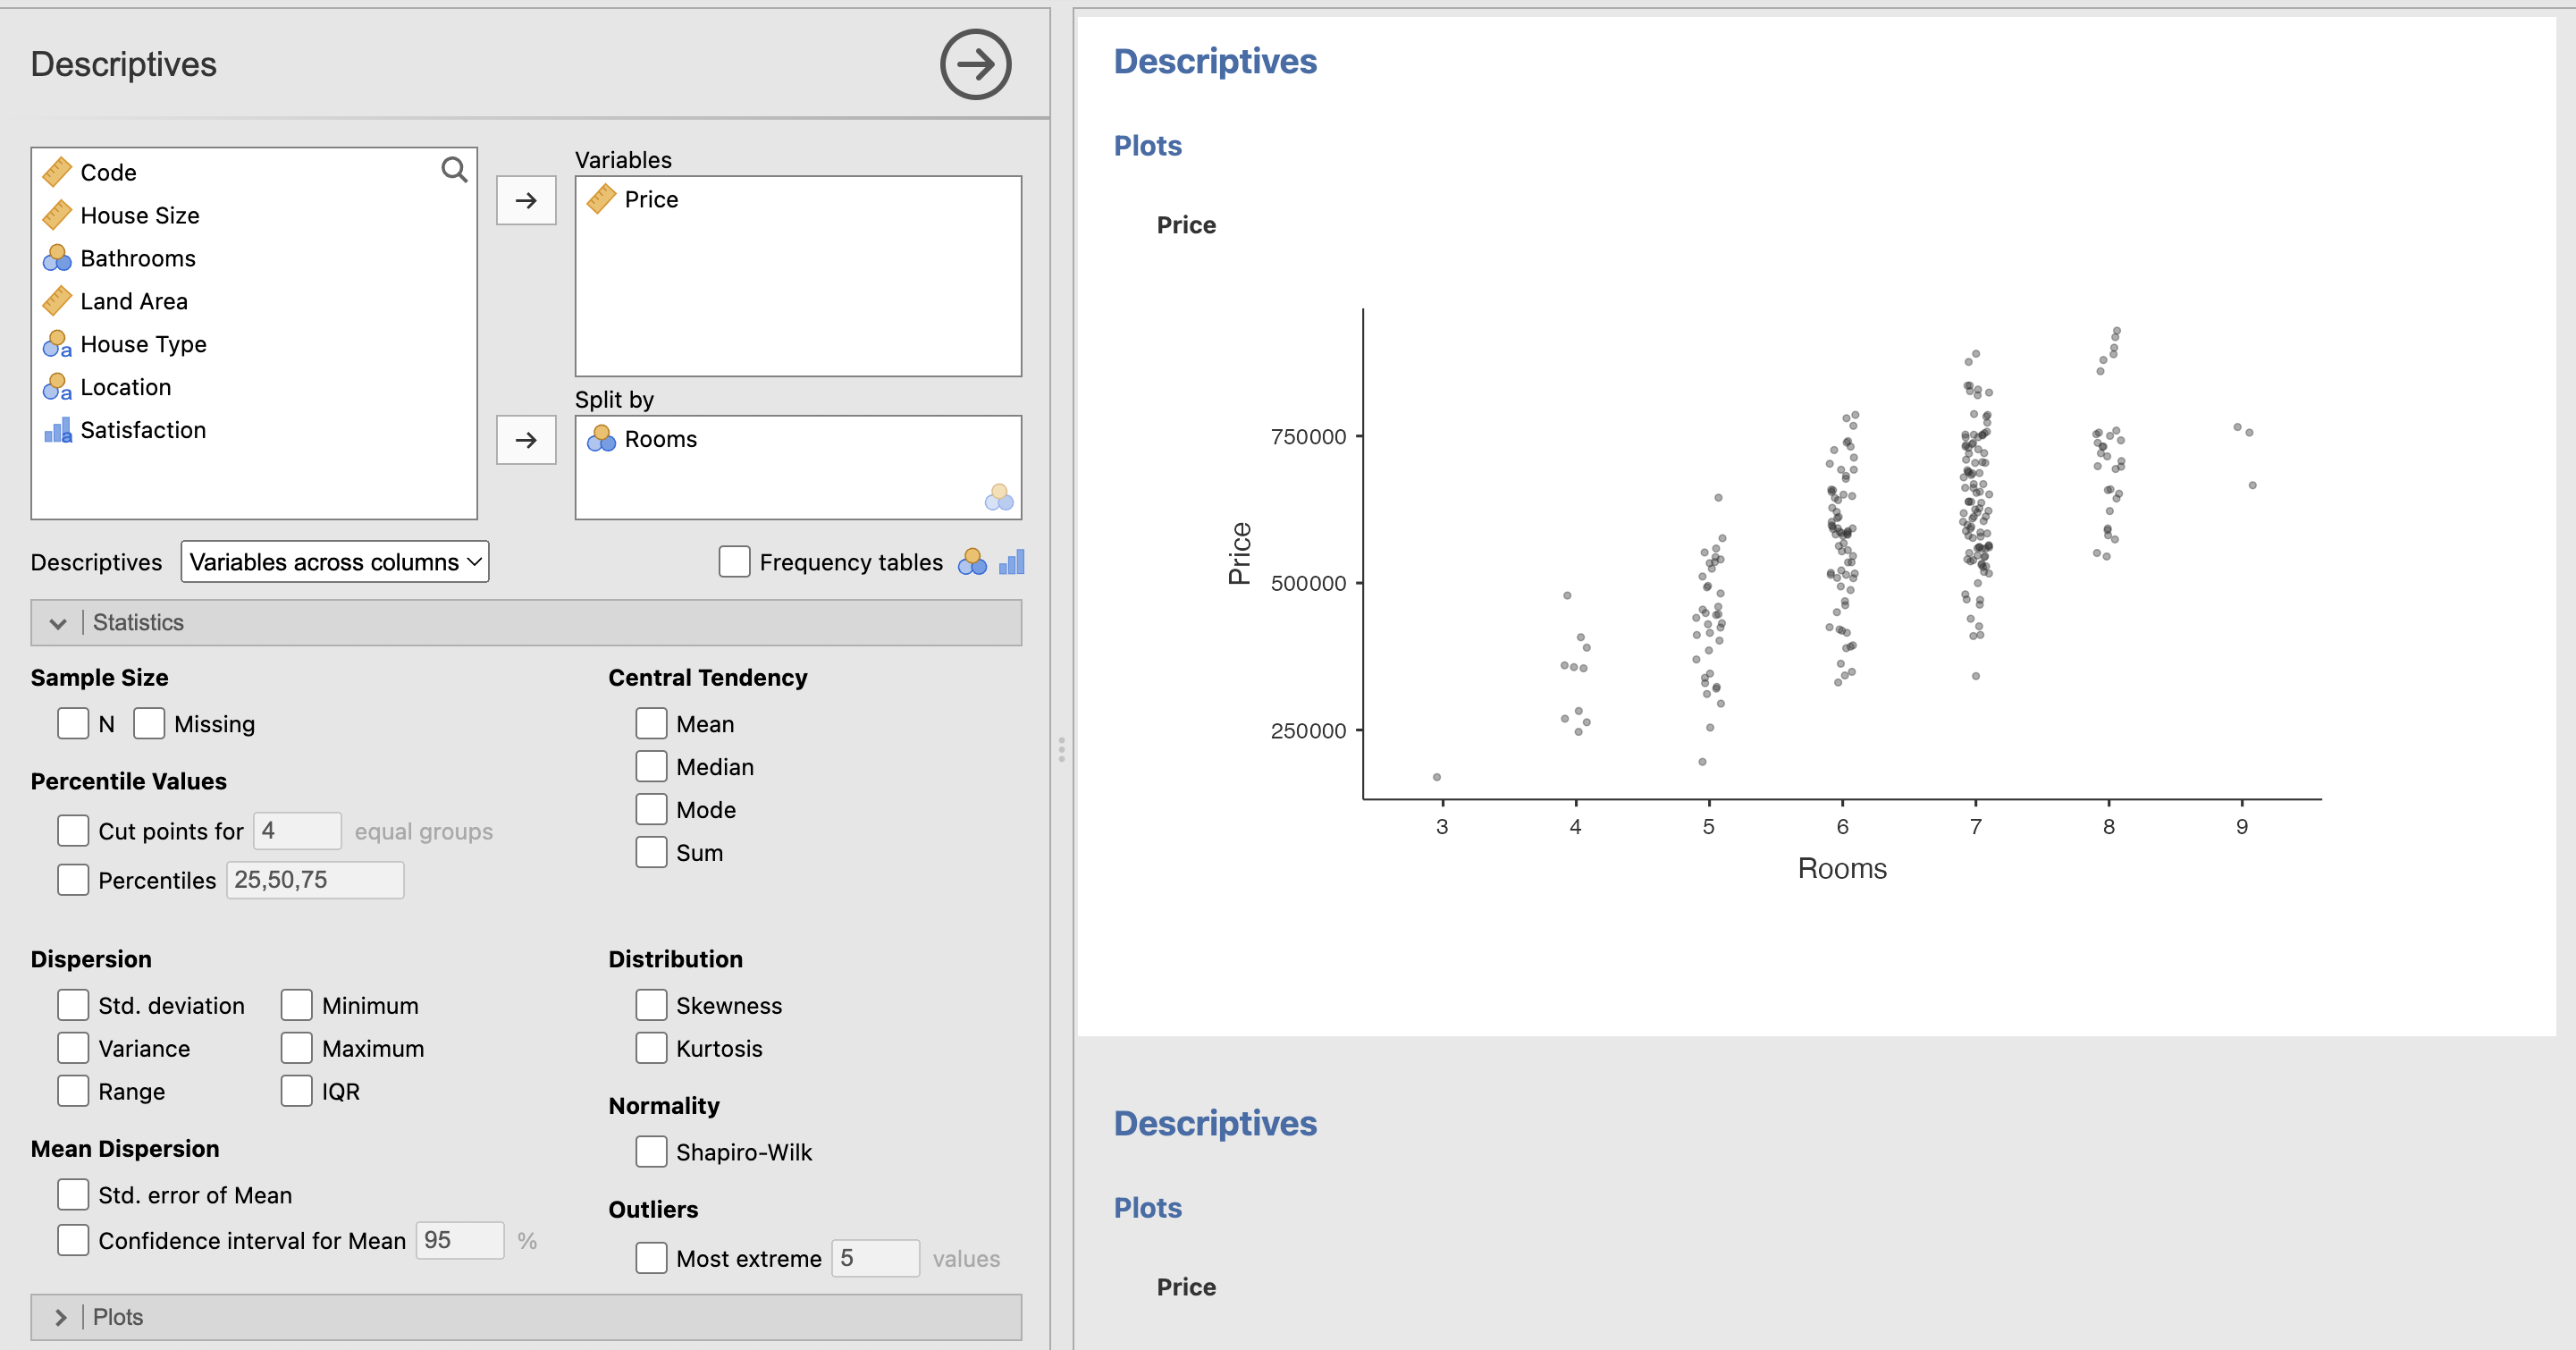 Descriptives
Code
House Size
Bathrooms
Land Area
House Type
Location
Satisfaction
Variables
Price
Split by
Rooms
Descriptives Variables across columns Frequency tables
Statistics
Sample Size
N Missing
Percentile Values
Cut points for 4 equal groups
Percentiles 25,50,75
Central Tendency
Mean
Median
Mode
Sum
Dispersion
Std. deviation Minimum
Variance Maximum
Range IQR
Mean Dispersion
Std. error of Mean
Confidence interval for Mean 95 %
Distribution
Skewness
Kurtosis
Normality
Shapiro-Wilk
Outliers
Most extreme 5 values
Plots
Descriptives
Plots
Price
Price
750000
500000
250000
3 4 5 6 7 8 9
Rooms
Descriptives
Plots
Price